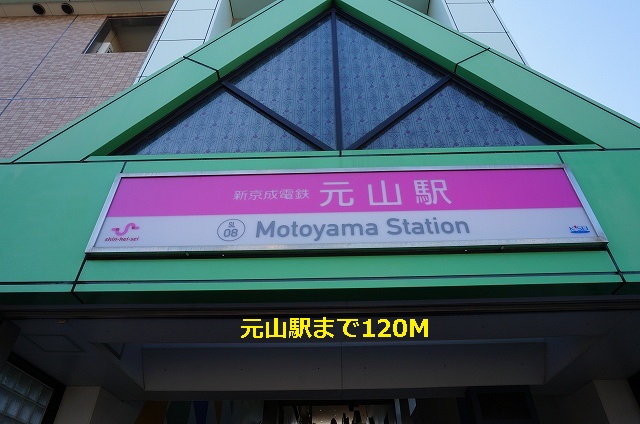 新京成電鉄 元山駅
SL 08 Motoyama Station
shin-kei-sei
元山駅まで120M